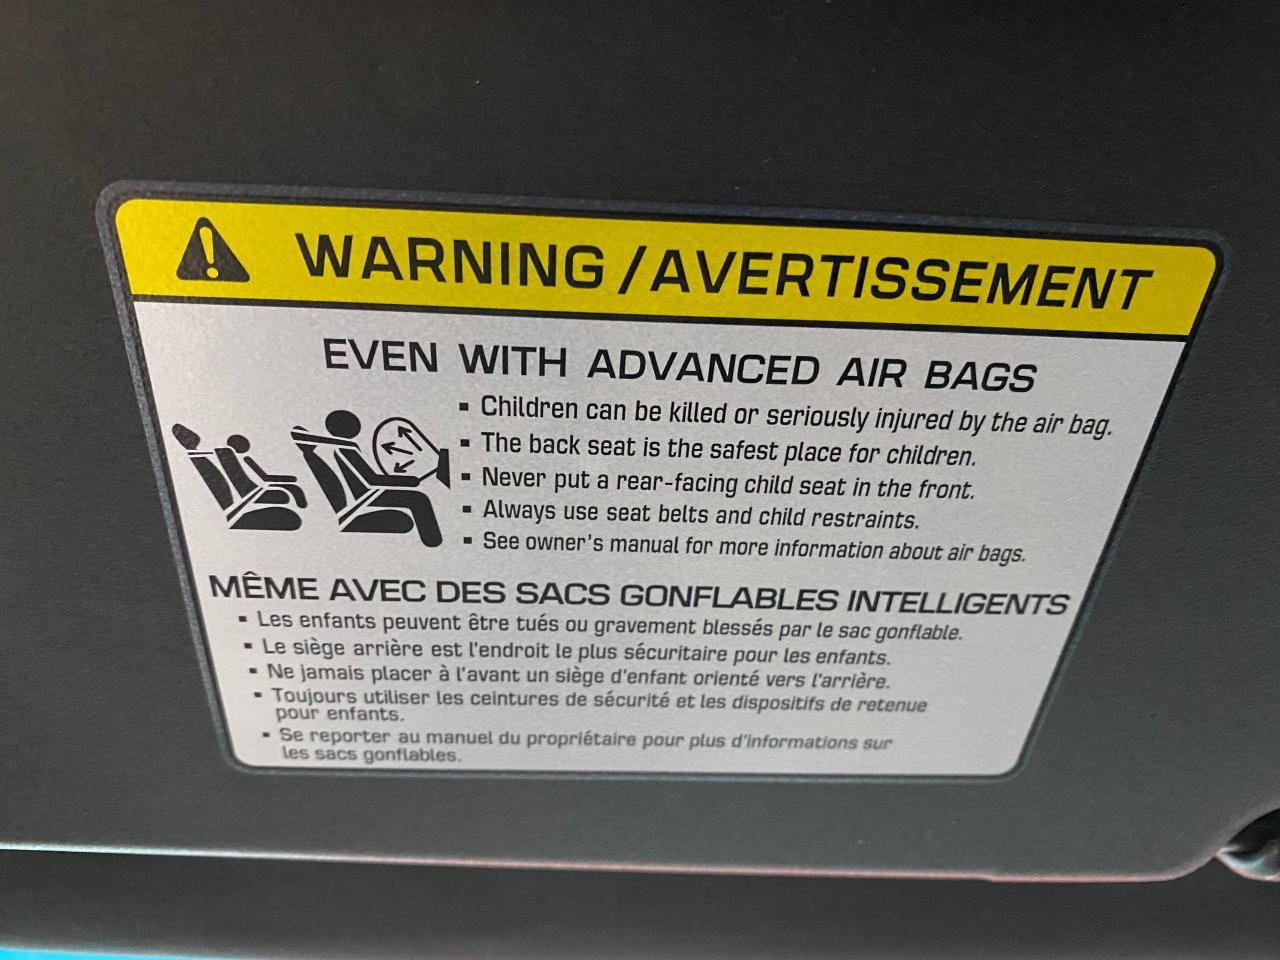 WARNING/AVERTISSEMENT
EVEN WITH ADVANCED AIR BAGS
▪ Children can be killed or seriously injured by the air bag.
▪ The back seat is the safest place for children.
▪ Never put a rear-facing child seat in the front.
▪ Always use seat belts and child restraints.
▪ See owner's manual for more information about air bags.
MÊME AVEC DES SACS GONFLABLES INTELLIGENTS
▪ Les enfants peuvent être tués ou gravement blessés par le sac gonflable.
▪ Le siège arrière est l'endroit le plus sécuritaire pour les enfants.
▪ Ne jamais placer à l'avant un siège d'enfant orienté vers l'arrière.
▪ Toujours utiliser les ceintures de sécurité et les dispositifs de retenue
pour enfants.
▪ Se reporter au manuel du propriétaire pour plus d'informations sur
les sacs gonflables.